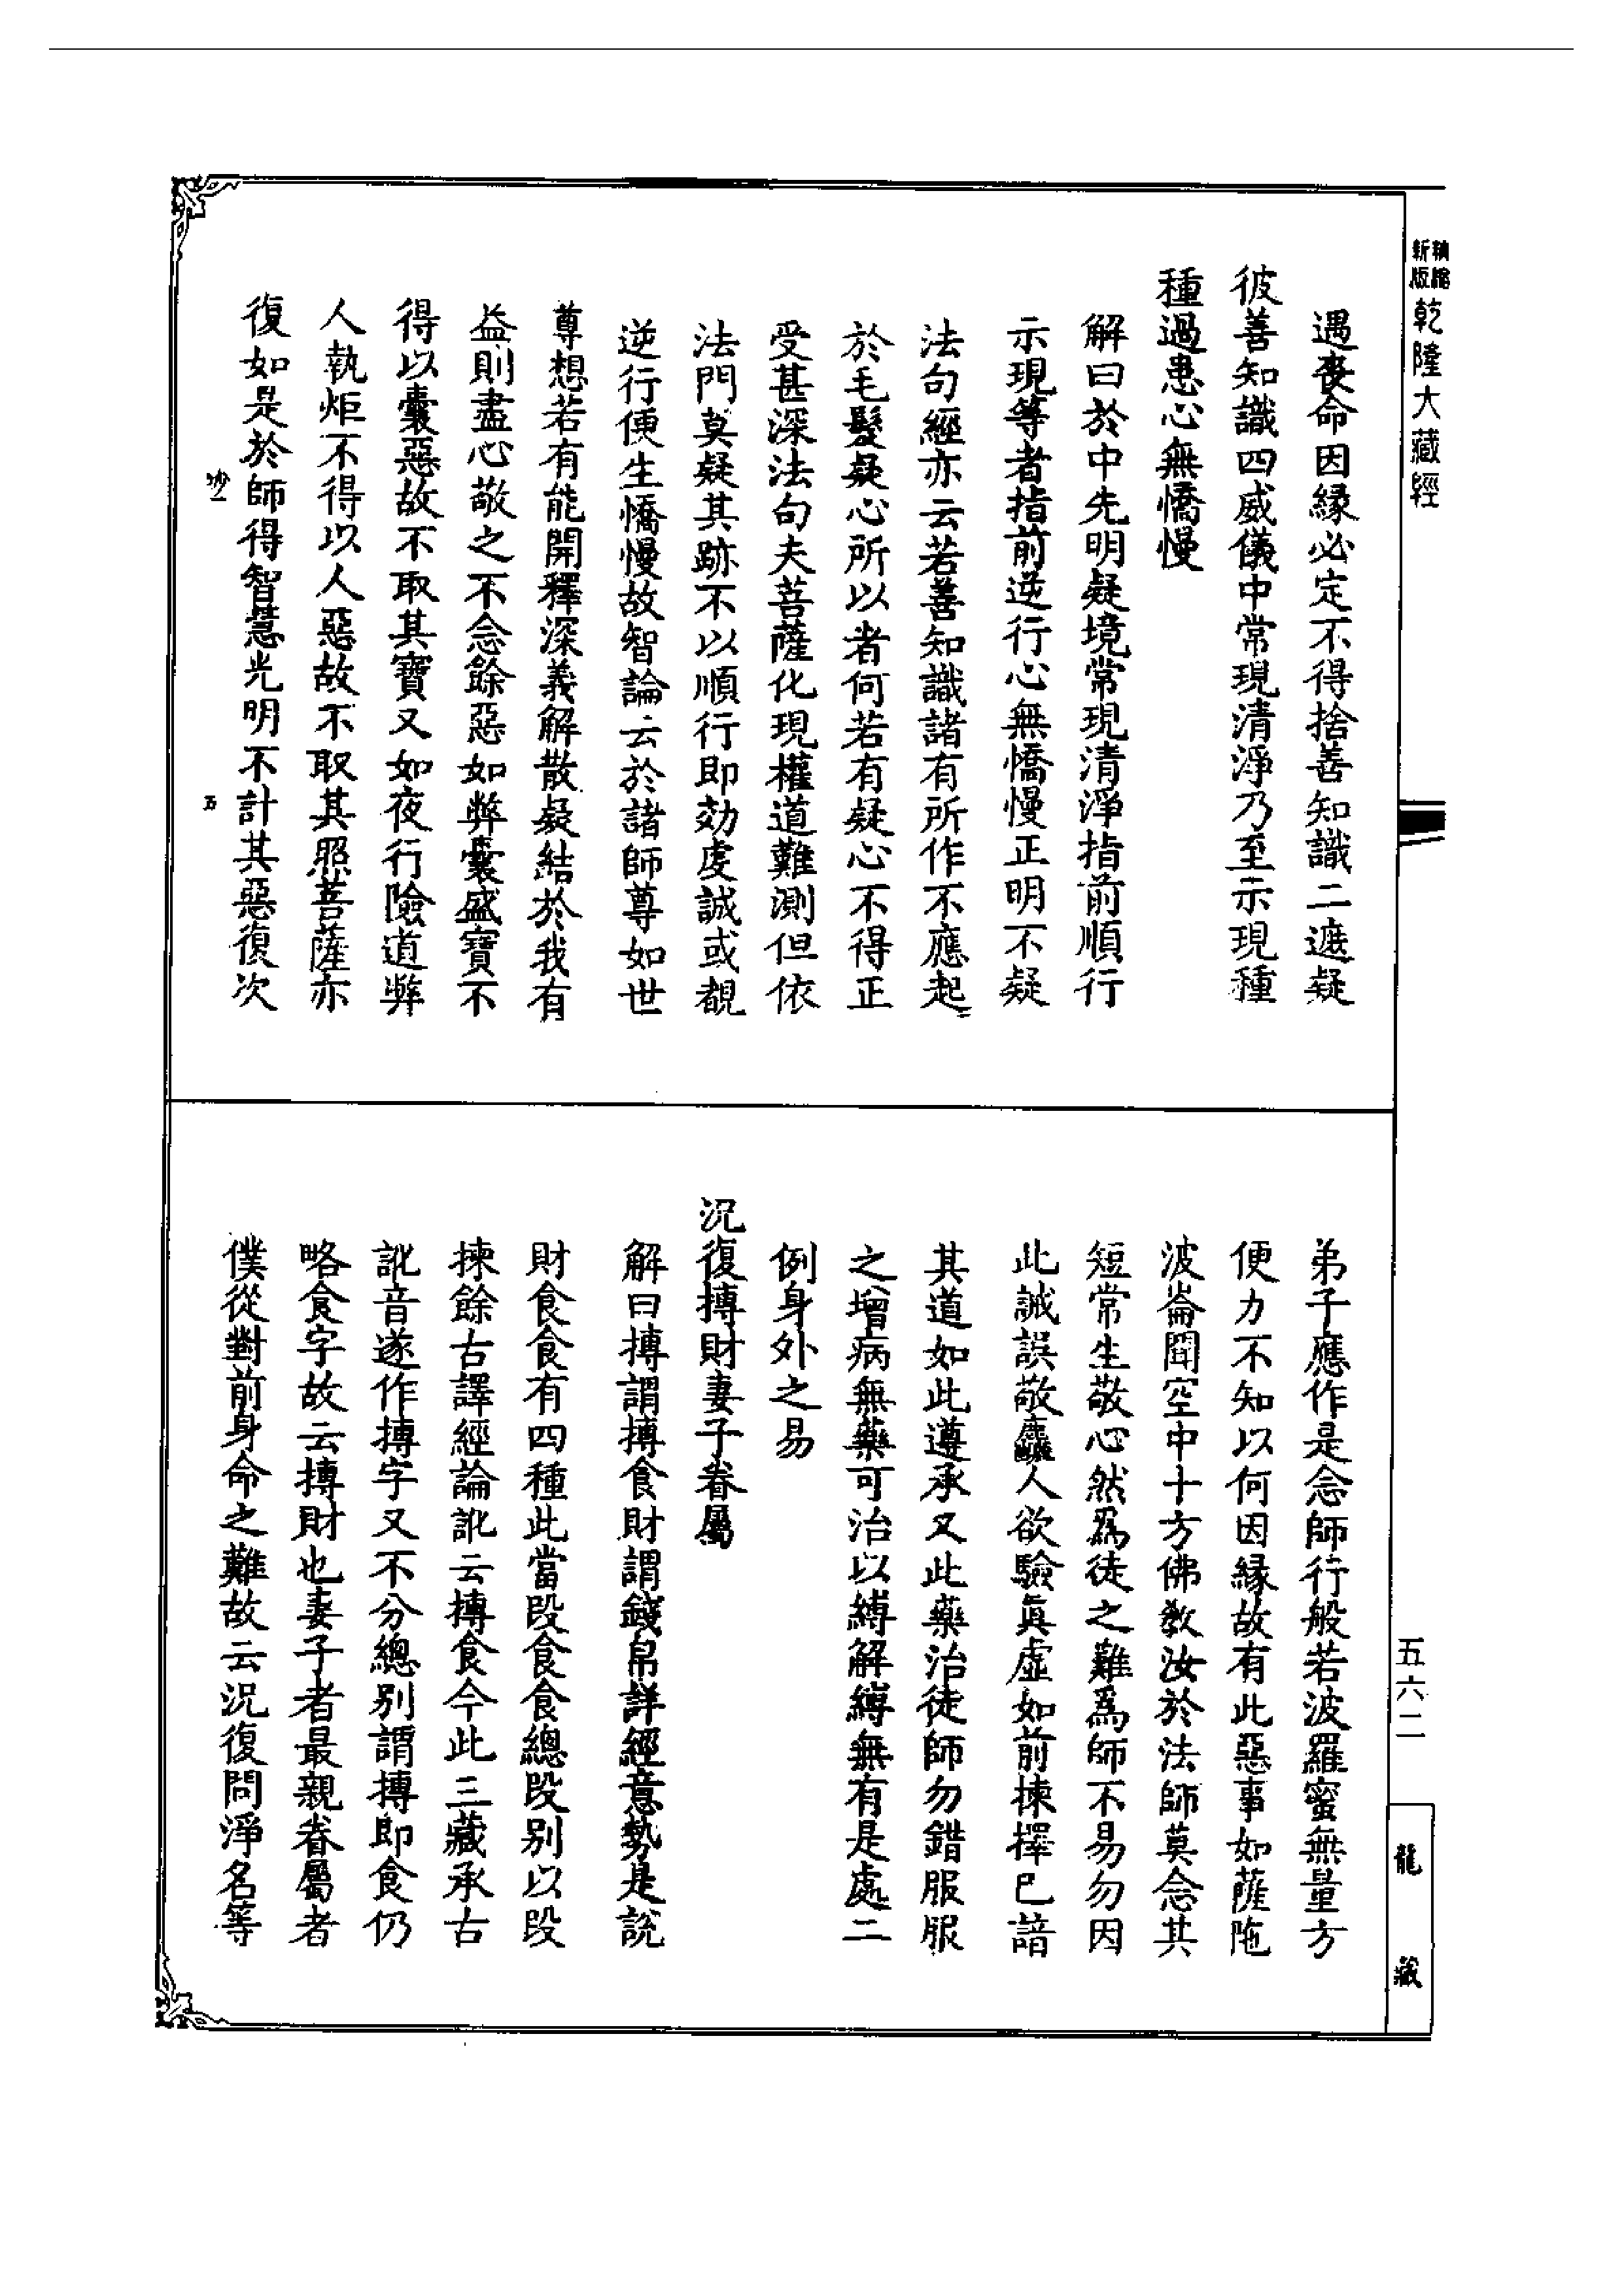 精縮
新版
乾隆大藏經
遇喪命因緣必定不得捨善知識二遮疑
彼善知識四威儀中常現清淨乃至示現種
種過患心無憍慢
解曰於中先明疑境常現清淨指前順行
示現等者指前逆行心無憍慢正明不疑
法句經亦云若善知識諸有所作不應起
於毛髮疑心所以者何若有疑心不得正
受甚深法句夫菩薩化現權道難測但依
法門莫疑其跡不以順行即効虔誠或覩
逆行便生憍慢故智論云於諸師尊如世
尊想若有能開釋深義解散疑結於我有
益則盡心敬之不念餘惡如弊囊盛寶不
得以囊惡故不取其寶又如夜行險道弊
人執炬不得以人惡故不取其照菩薩亦
復如是於師得智慧光明不計其惡復次
五
弟子應作是念師行般若波羅蜜無量方
便力不知以何因緣故有此惡事如薩陁
波崙聞空中十方佛教汝於法師莫念其
短常生敬心然為徒之難爲師不易勿因
此誠誤敬麤人欲驗真虛如前揀擇已諳
其道如此遵承又此藥治徒師勿錯服服
之增病無藥可治以縛解縛無有是處二
例身外之易
況復摶財妻子眷屬
解曰摶謂摶食財謂錢帛詳經意勢是說
財食食有四種此當段食食總段别以段
揀餘古譯經論訛云摶食今此三藏承古
訛音遂作摶字又不分總别謂摶即食仍
略食字故云摶財也妻子者最親眷屬者
僕從對前身命之難故云況復問淨名等
五六二
龍藏